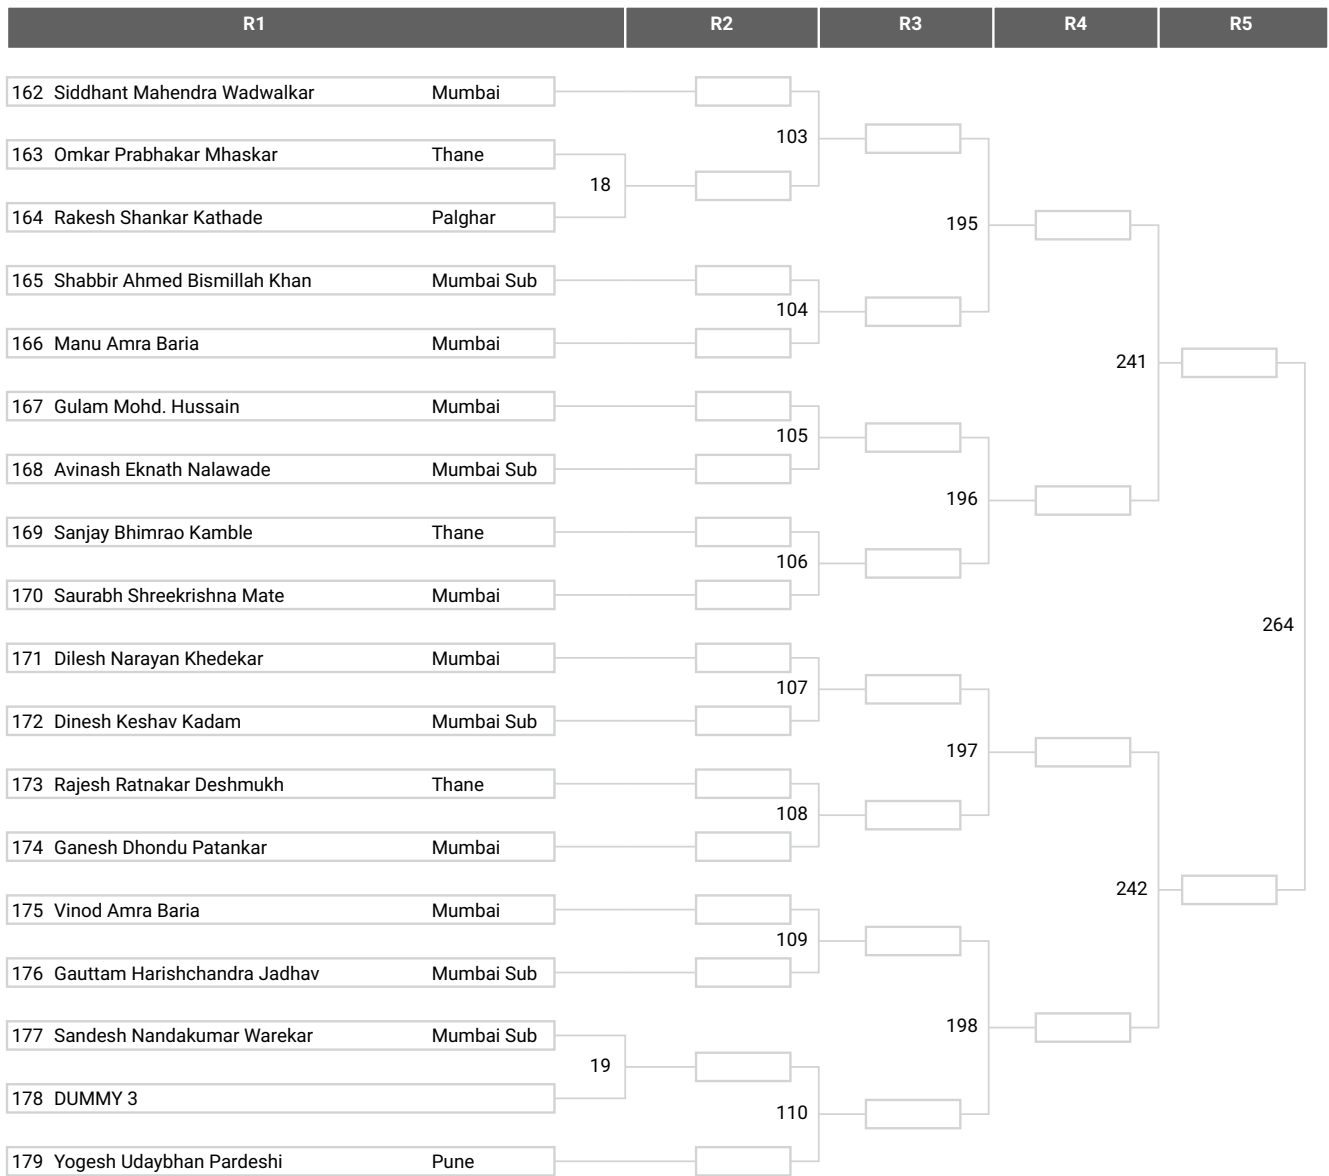 R1 R2 R3 R4 R5
162 Siddhant Mahendra Wadwalkar Mumbai
103
163 Omkar Prabhakar Mhaskar Thane
18
164 Rakesh Shankar Kathade Palghar
195
165 Shabbir Ahmed Bismillah Khan Mumbai Sub
104
166 Manu Amra Baria Mumbai
241
167 Gulam Mohd. Hussain Mumbai
105
168 Avinash Eknath Nalawade Mumbai Sub
196
169 Sanjay Bhimrao Kamble Thane
106
170 Saurabh Shreekrishna Mate Mumbai
264
171 Dilesh Narayan Khedekar Mumbai
107
172 Dinesh Keshav Kadam Mumbai Sub
197
173 Rajesh Ratnakar Deshmukh Thane
108
174 Ganesh Dhondu Patankar Mumbai
242
175 Vinod Amra Baria Mumbai
109
176 Gauttam Harishchandra Jadhav Mumbai Sub
198
177 Sandesh Nandakumar Warekar Mumbai Sub
19
178 DUMMY 3
110
179 Yogesh Udaybhan Pardeshi Pune